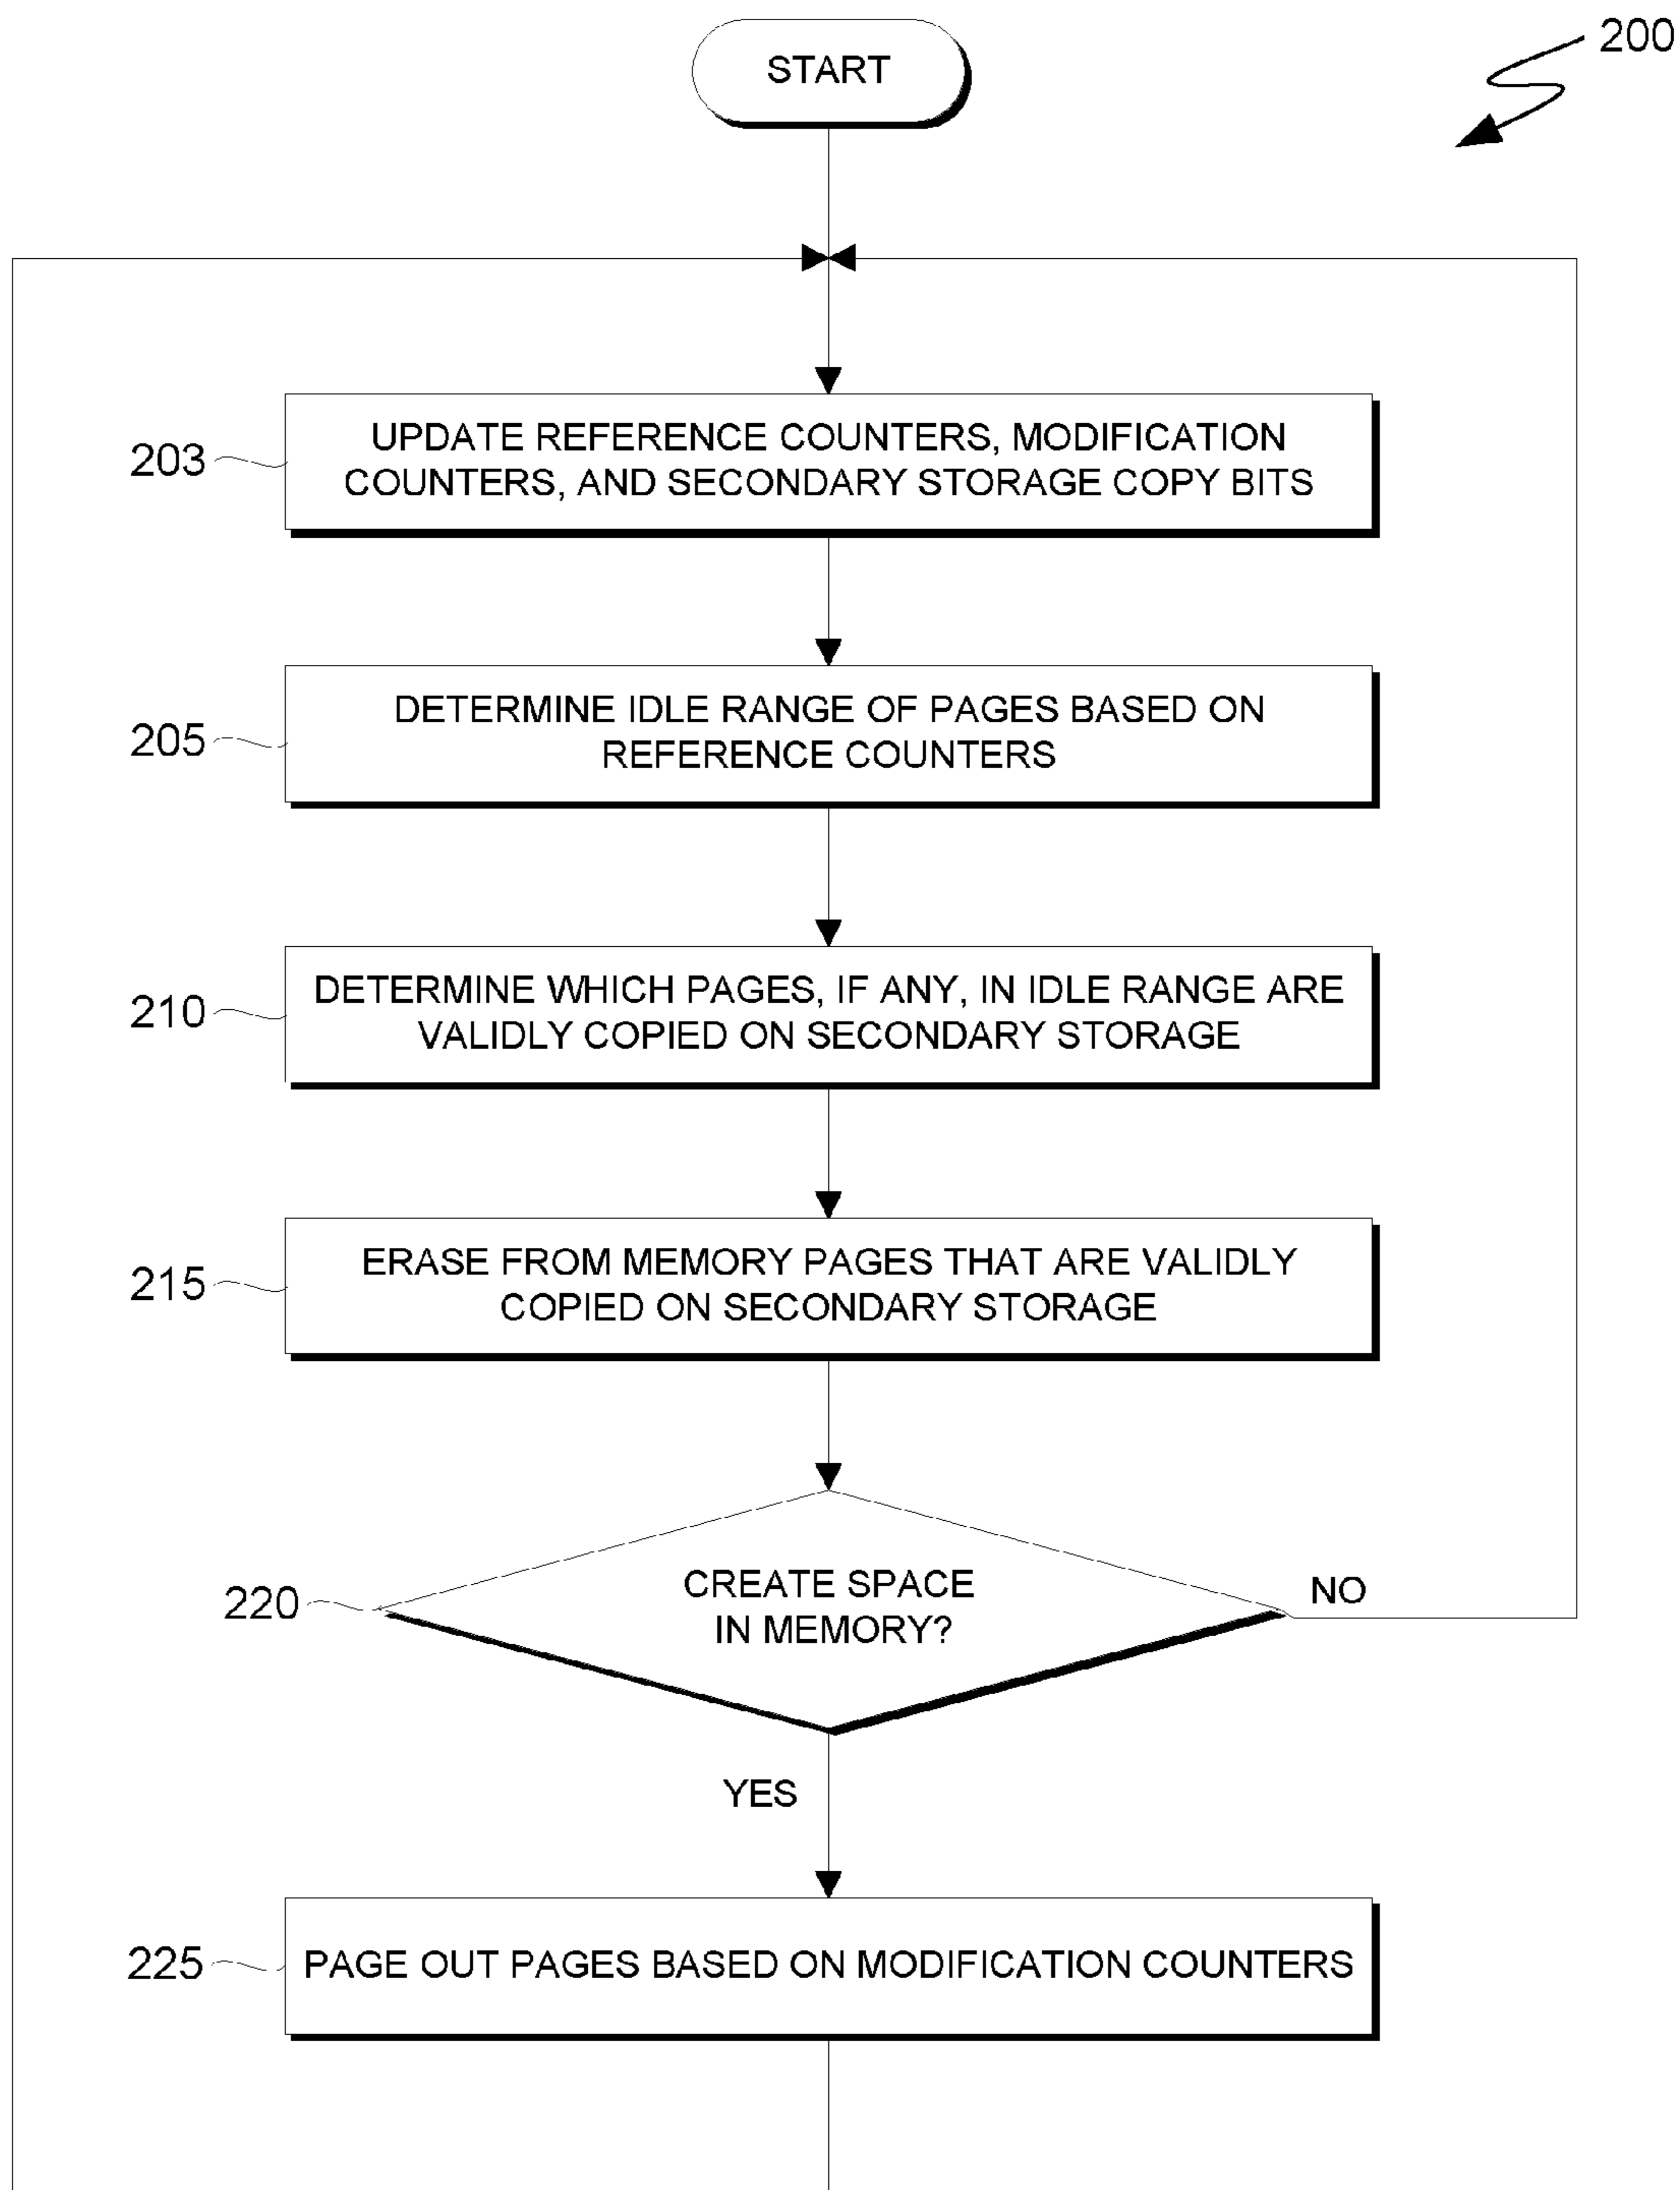 START
200
203
UPDATE REFERENCE COUNTERS, MODIFICATION
COUNTERS, AND SECONDARY STORAGE COPY BITS
205
DETERMINE IDLE RANGE OF PAGES BASED ON
REFERENCE COUNTERS
210
DETERMINE WHICH PAGES, IF ANY, IN IDLE RANGE ARE
VALIDLY COPIED ON SECONDARY STORAGE
215
ERASE FROM MEMORY PAGES THAT ARE VALIDLY
COPIED ON SECONDARY STORAGE
220
CREATE SPACE
IN MEMORY?
NO
YES
225
PAGE OUT PAGES BASED ON MODIFICATION COUNTERS